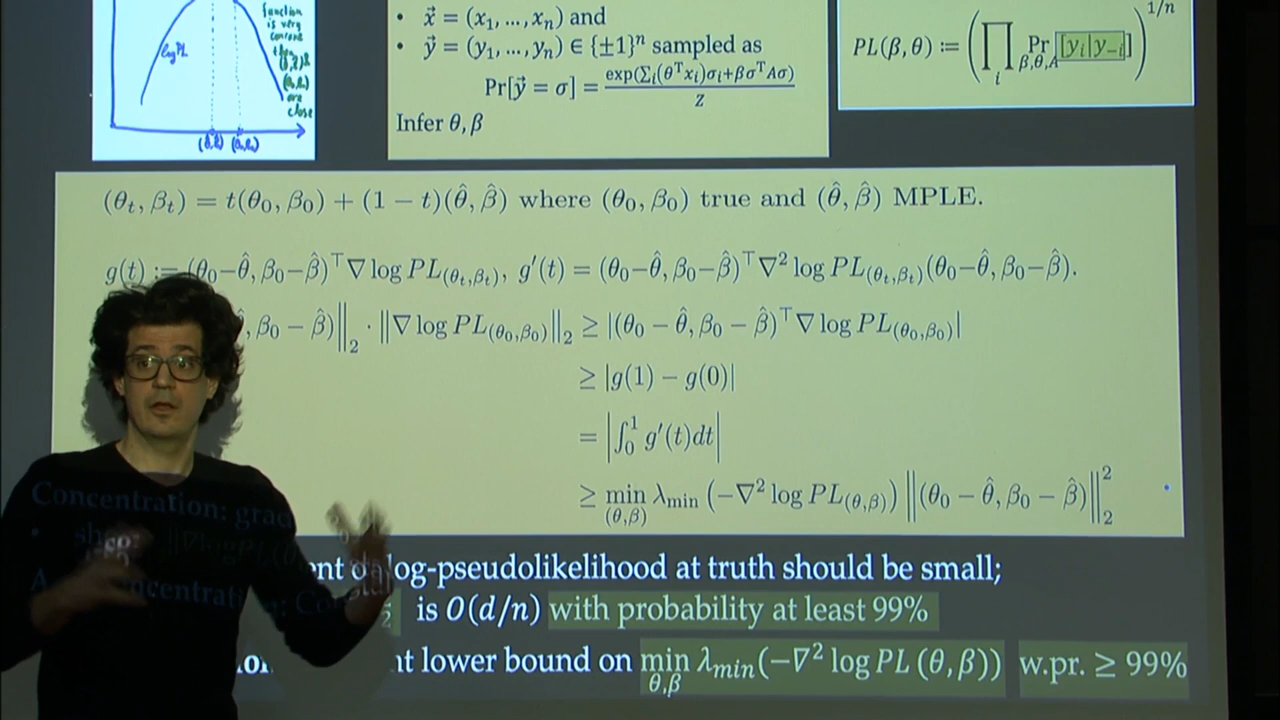 function
is very
concave
log PL
are
close
• x⃗ = (x₁, …, xₙ) and
• y⃗ = (y₁, …, yₙ) ∈ {±1}ⁿ sampled as
Pr[y⃗ = σ] = exp(∑ᵢ(θᵀxᵢ)σᵢ+βσᵀAσ) / Z
Infer θ, β
PL(β, θ) ≔ (∏ᵢ Pr_{β,θ,A}[yᵢ|y₋ᵢ])^{1/n}
(θₜ, βₜ) = t(θ₀, β₀) + (1 − t)(θ̂, β̂) where (θ₀, β₀) true and (θ̂, β̂) MPLE.
g(t) := (θ₀−θ̂, β₀−β̂)^⊤∇ log PL_{(θₜ,βₜ)}, g′(t) = (θ₀−θ̂, β₀−β̂)^⊤∇² log PL_{(θₜ,βₜ)}(θ₀−θ̂, β₀−β̂).
, β₀ − β̂)‖₂ · ‖∇ log PL_{(θ₀,β₀)}‖₂ ≥ |(θ₀ − θ̂, β₀ − β̂)^⊤∇ log PL_{(θ₀,β₀)}|
≥ |g(1) − g(0)|
= |∫₀¹ g′(t)dt|
≥ min_{(θ,β)} λ_min (−∇² log PL_{(θ,β)}) ‖(θ₀ − θ̂, β₀ − β̂)‖₂²
Concentration: grad log-pseudolikelihood at truth should be small;
• is O(d/n) with probability at least 99%
lower bound on min_{θ,β} λ_min(−∇² log PL (θ, β)) w.pr. ≥ 99%